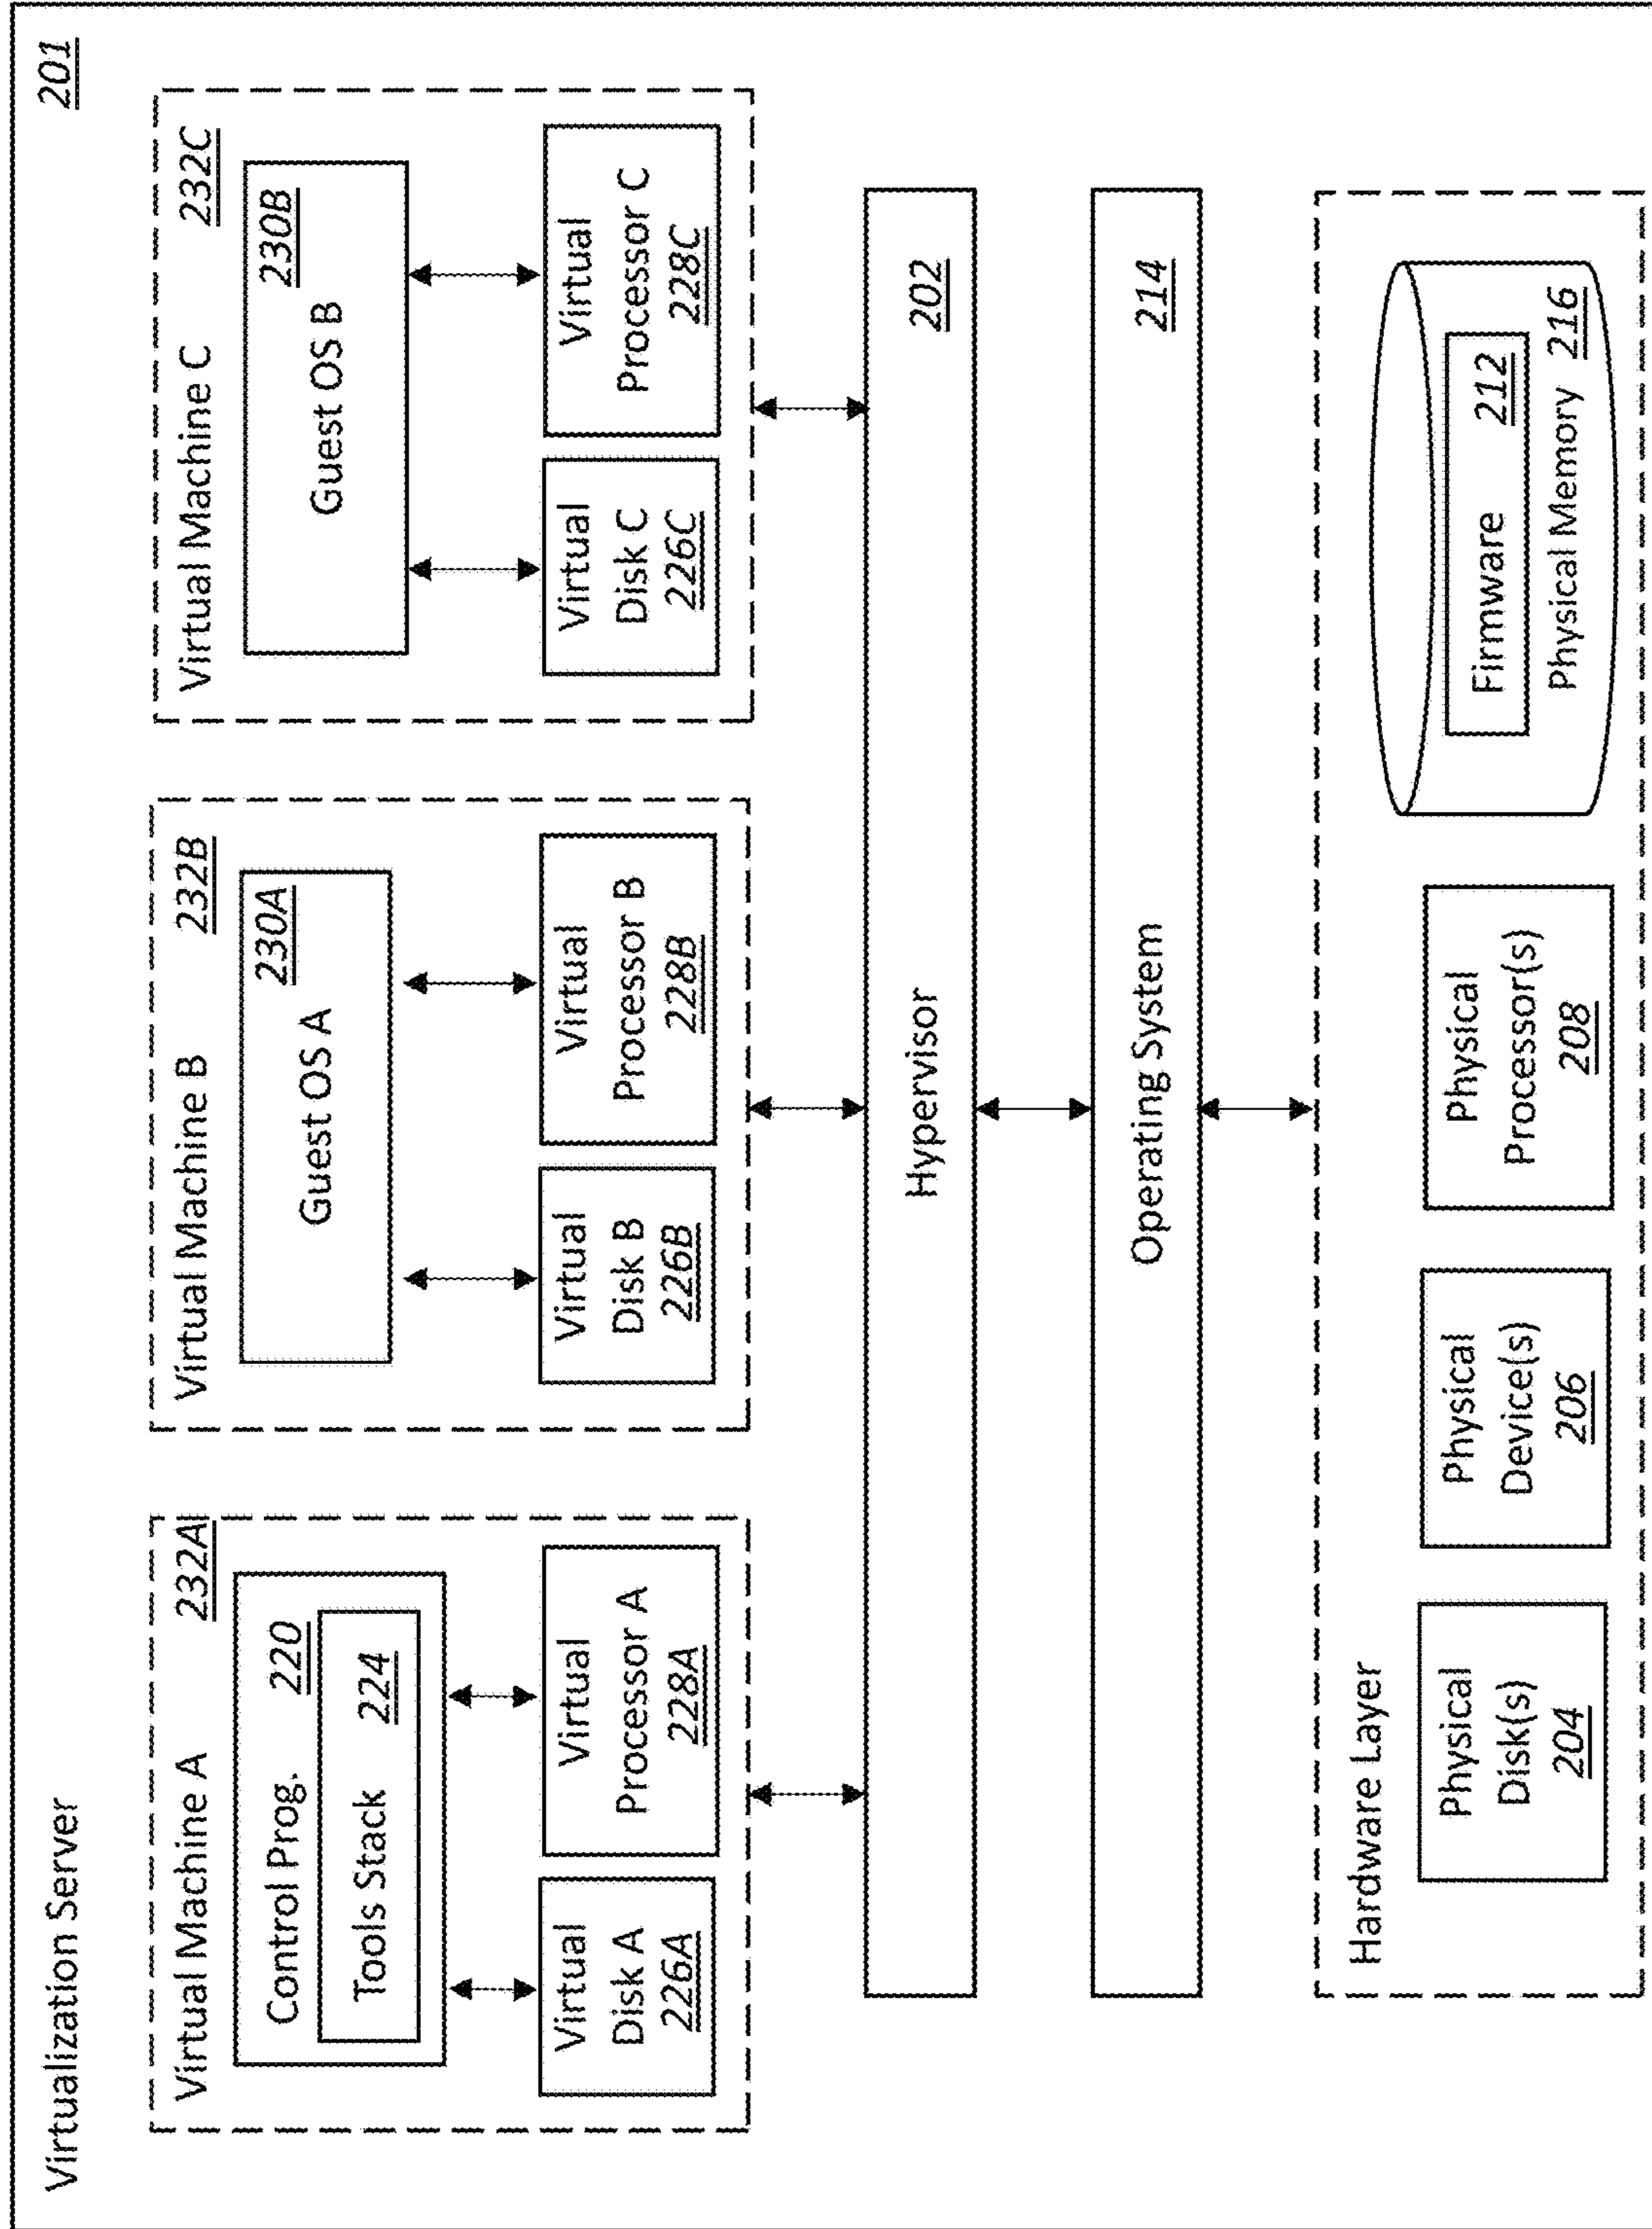 Virtualization Server
201
Virtual Machine A
232A
Control Prog.
220
Tools Stack
224
Virtual
Disk A
226A
Virtual
Processor A
228A
Virtual Machine B
232B
230A
Guest OS A
Virtual
Disk B
226B
Virtual
Processor B
228B
Virtual Machine C
232C
230B
Guest OS B
Virtual
Disk C
226C
Virtual
Processor C
228C
Hypervisor
202
Operating System
214
Hardware Layer
Physical
Disk(s)
204
Physical
Device(s)
206
Physical
Processor(s)
208
Firmware
212
Physical Memory
216